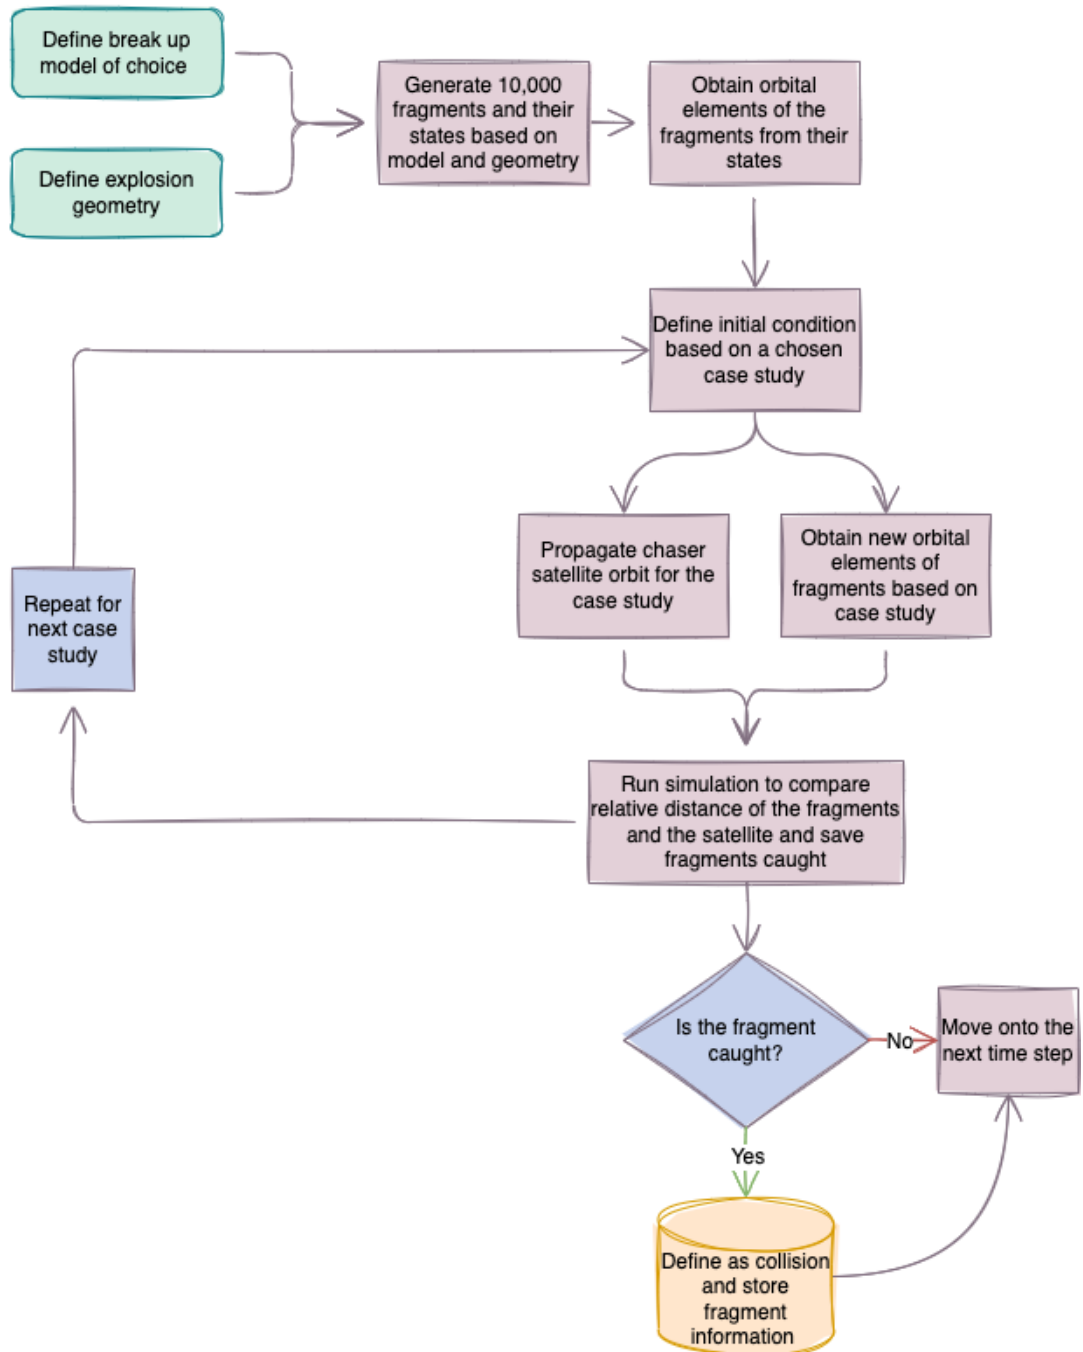 Define break up
model of choice
Define explosion
geometry
Generate 10,000
fragments and their
states based on
model and geometry
Obtain orbital
elements of the
fragments from their
states
Define initial condition
based on a chosen
case study
Propagate chaser
satellite orbit for the
case study
Obtain new orbital
elements of
fragments based on
case study
Repeat for
next case
study
Run simulation to compare
relative distance of the fragments
and the satellite and save
fragments caught
Is the fragment
caught?
No
Move onto the
next time step
Yes
Define as collision
and store
fragment
information